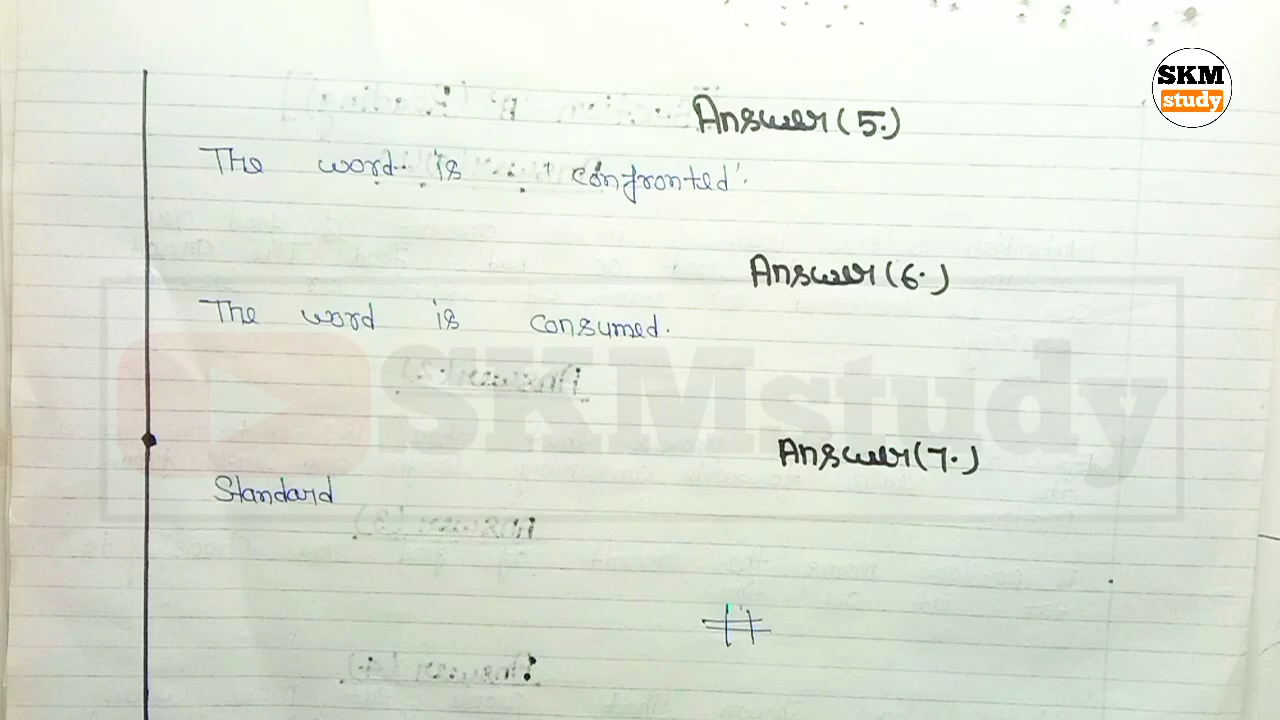 SKM
study
Answer (5.)
The word is 'confronted'.
Answer (6.)
The word is consumed.
SKMstudy
Answer (7.)
Standard